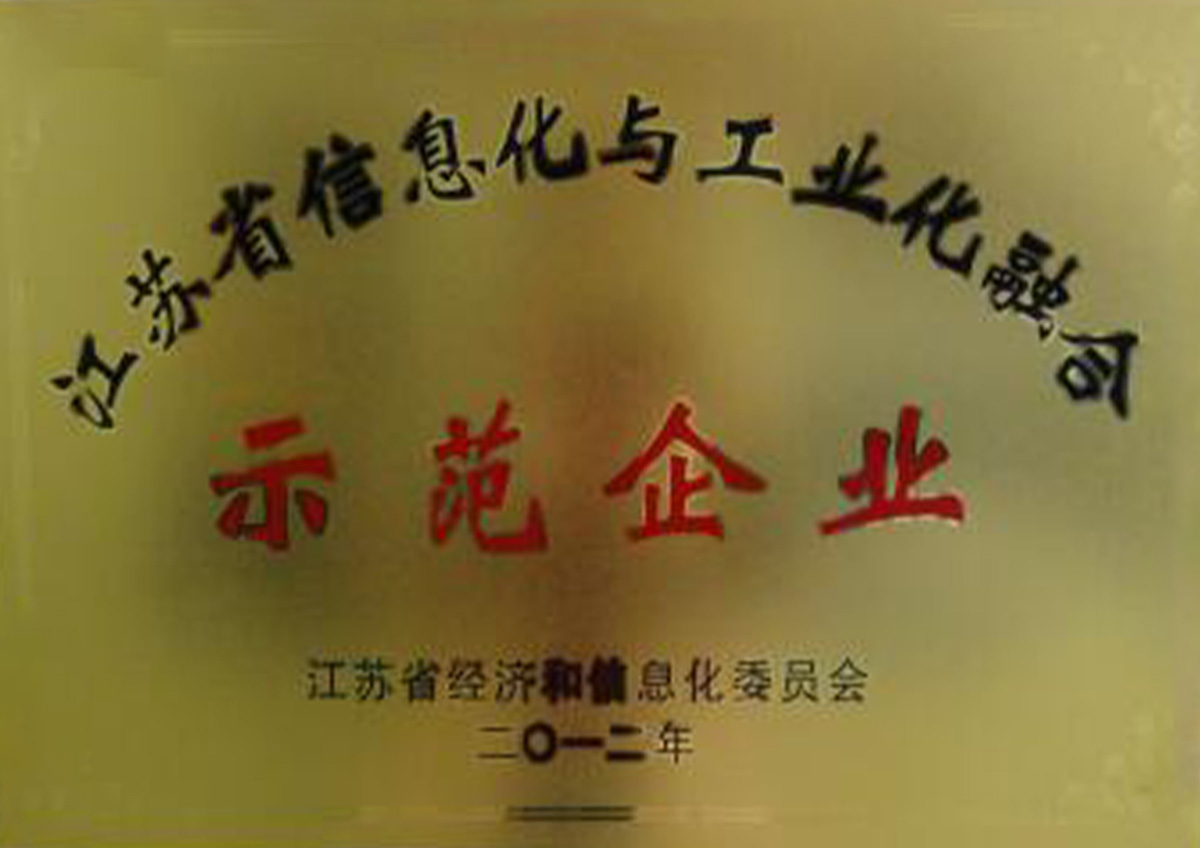 江苏省信息化与工业化融合
示范企业
江苏省经济和信息化委员会
二〇一二年